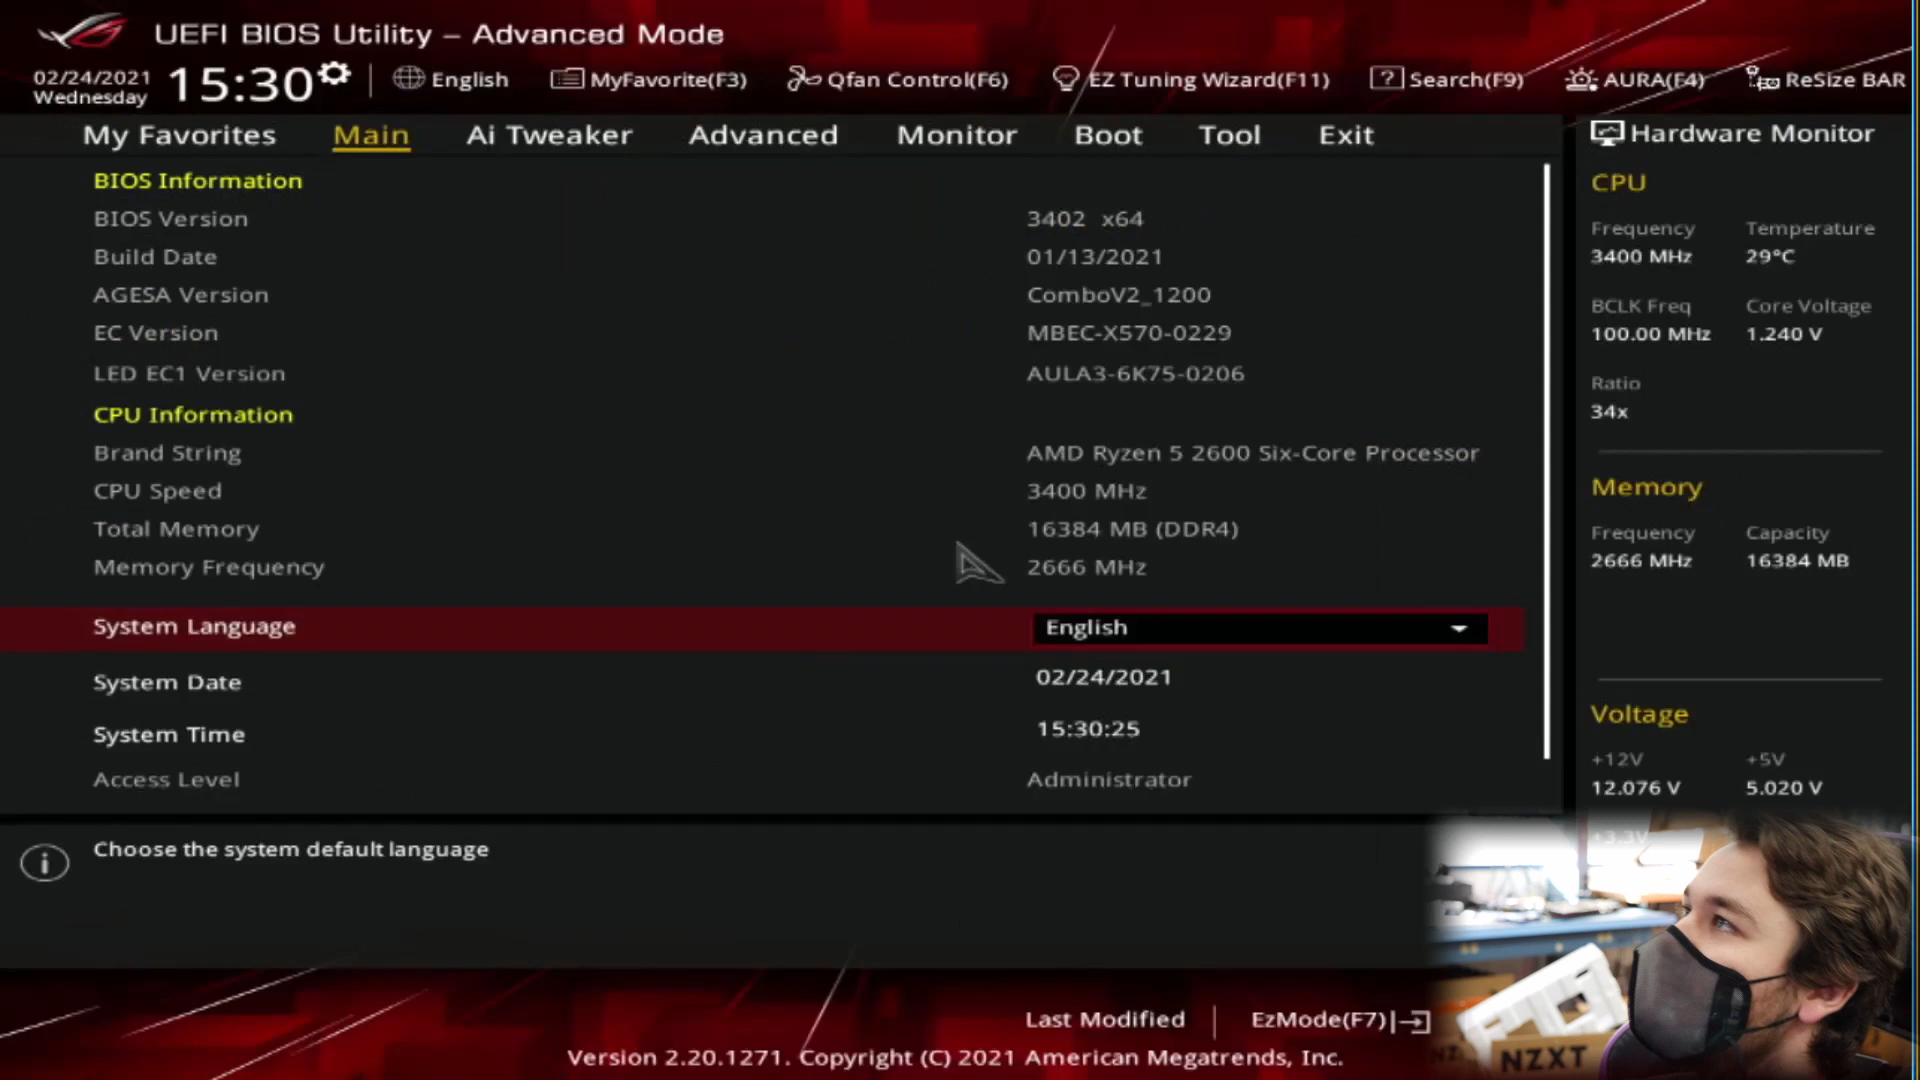 UEFI BIOS Utility – Advanced Mode
02/24/2021
Wednesday
15:30
English
MyFavorite(F3)
Qfan Control(F6)
EZ Tuning Wizard(F11)
Search(F9)
AURA(F4)
ReSize BAR
My Favorites
Main
Ai Tweaker
Advanced
Monitor
Boot
Tool
Exit
BIOS Information
BIOS Version 3402 x64
Build Date 01/13/2021
AGESA Version ComboV2_1200
EC Version MBEC-X570-0229
LED EC1 Version AULA3-6K75-0206
CPU Information
Brand String AMD Ryzen 5 2600 Six-Core Processor
CPU Speed 3400 MHz
Total Memory 16384 MB (DDR4)
Memory Frequency 2666 MHz
System Language English
System Date 02/24/2021
System Time 15:30:25
Access Level Administrator
Choose the system default language
Hardware Monitor
CPU
Frequency Temperature
3400 MHz 29°C
BCLK Freq Core Voltage
100.00 MHz 1.240 V
Ratio
34x
Memory
Frequency Capacity
2666 MHz 16384 MB
Voltage
+12V +5V
12.076 V 5.020 V
+3.3V
NZXT
Last Modified
EzMode(F7)
Version 2.20.1271. Copyright (C) 2021 American Megatrends, Inc.